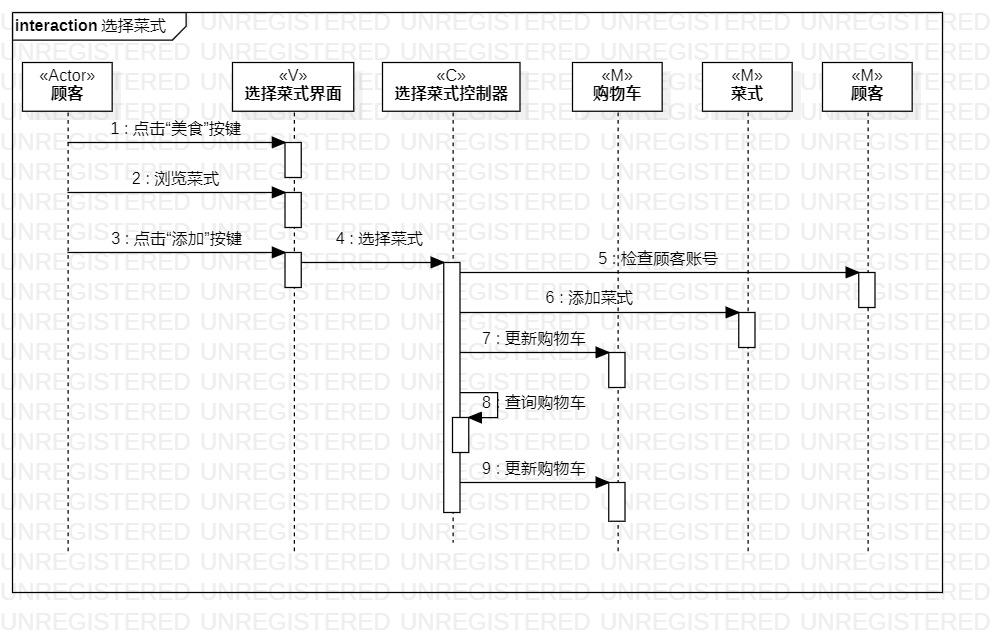 interaction 选择菜式
«Actor»
顾客
«V»
选择菜式界面
«C»
选择菜式控制器
«M»
购物车
«M»
菜式
«M»
顾客
1 : 点击“美食”按键
2 : 浏览菜式
3 : 点击“添加”按键
4 : 选择菜式
5 : 检查顾客账号
6 : 添加菜式
7 : 更新购物车
8 : 查询购物车
9 : 更新购物车
UNREGISTERED